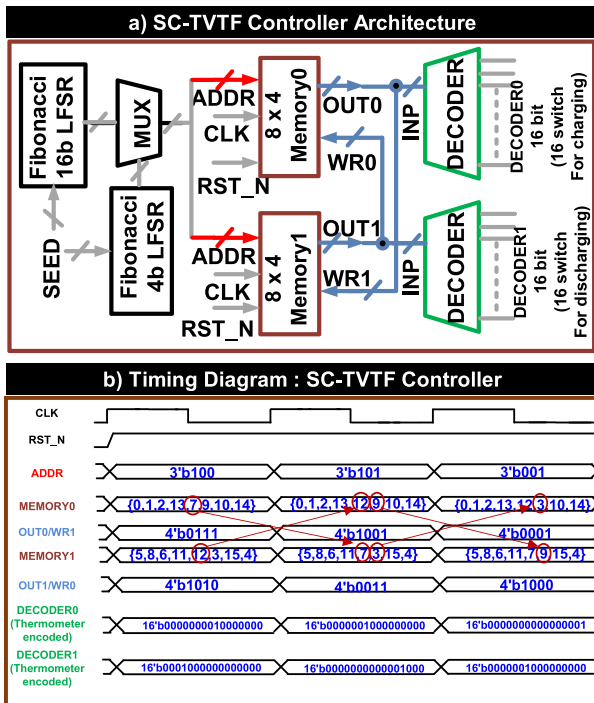 a) SC-TVTF Controller Architecture
Fibonacci
16b LFSR
MUX
Fibonacci
4b LFSR
SEED
ADDR
CLK
RST_N
8 x 4
Memory0
OUT0
WR0
INP
DECODER
DECODER0
16 bit
(16 switch
For charging)
ADDR
CLK
RST_N
8 x 4
Memory1
OUT1
WR1
INP
DECODER
DECODER1
16 bit
(16 switch
For discharging)
b) Timing Diagram : SC-TVTF Controller
CLK
RST_N
ADDR 3'b100 3'b101 3'b001
MEMORY0 {0,1,2,13,7,9,10,14} {0,1,2,13,12,9,10,14} {0,1,2,13,12,3,10,14}
OUT0/WR1 4'b0111 4'b1001 4'b0001
MEMORY1 {5,8,6,11,12,3,15,4} {5,8,6,11,7,3,15,4} {5,8,6,11,7,9,15,4}
OUT1/WR0 4'b1010 4'b0011 4'b1000
DECODER0
(Thermometer
encoded)
16'b0000000010000000 16'b0000001000000000 16'b0000000000000001
DECODER1
(Thermometer
encoded)
16'b0001000000000000 16'b0000000000001000 16'b0000001000000000